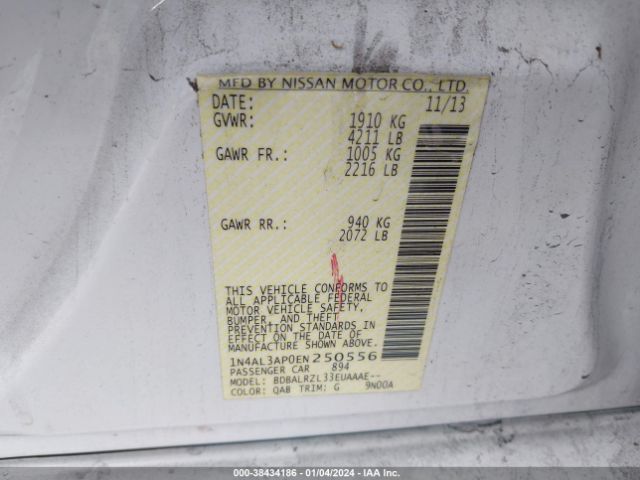 MFD BY NISSAN MOTOR CO., LTD.
DATE: 11/13
GVWR: 1910 KG
4211 LB
GAWR FR.: 1005 KG
2216 LB
GAWR RR.: 940 KG
2072 LB
THIS VEHICLE CONFORMS TO
ALL APPLICABLE FEDERAL
MOTOR VEHICLE SAFETY,
BUMPER, AND THEFT
PREVENTION STANDARDS IN
EFFECT ON THE DATE OF
MANUFACTURE SHOWN ABOVE.
1N4AL3AP0EN250556
PASSENGER CAR 894
MODEL: BDBALRZL33EUAAAE--
COLOR: QAB TRIM: G 9N00A
000-38434186 - 01/04/2024 - IAA Inc.